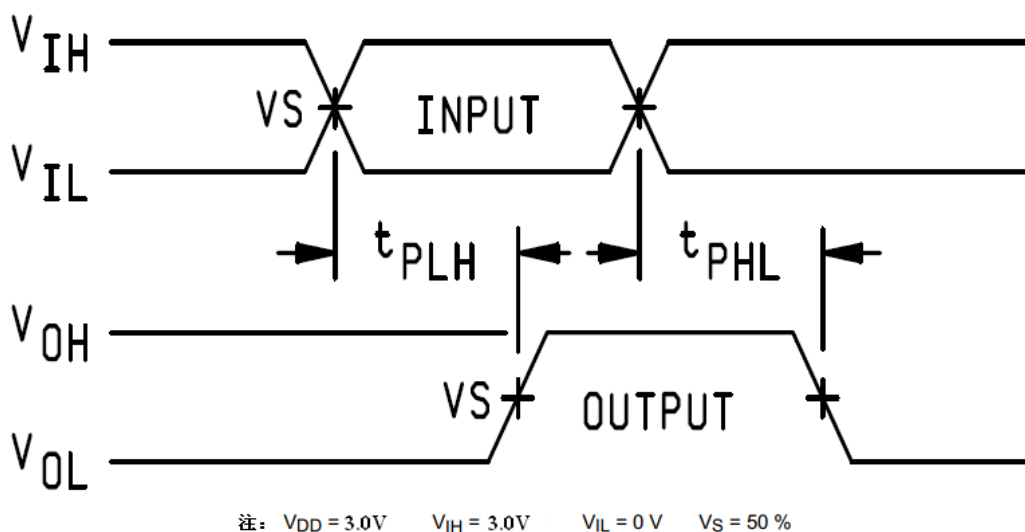 VIH
VS INPUT
VIL
tPLH tPHL
VOH
VS OUTPUT
VOL
注: VDD = 3.0V VIH = 3.0V VIL = 0 V VS = 50 %